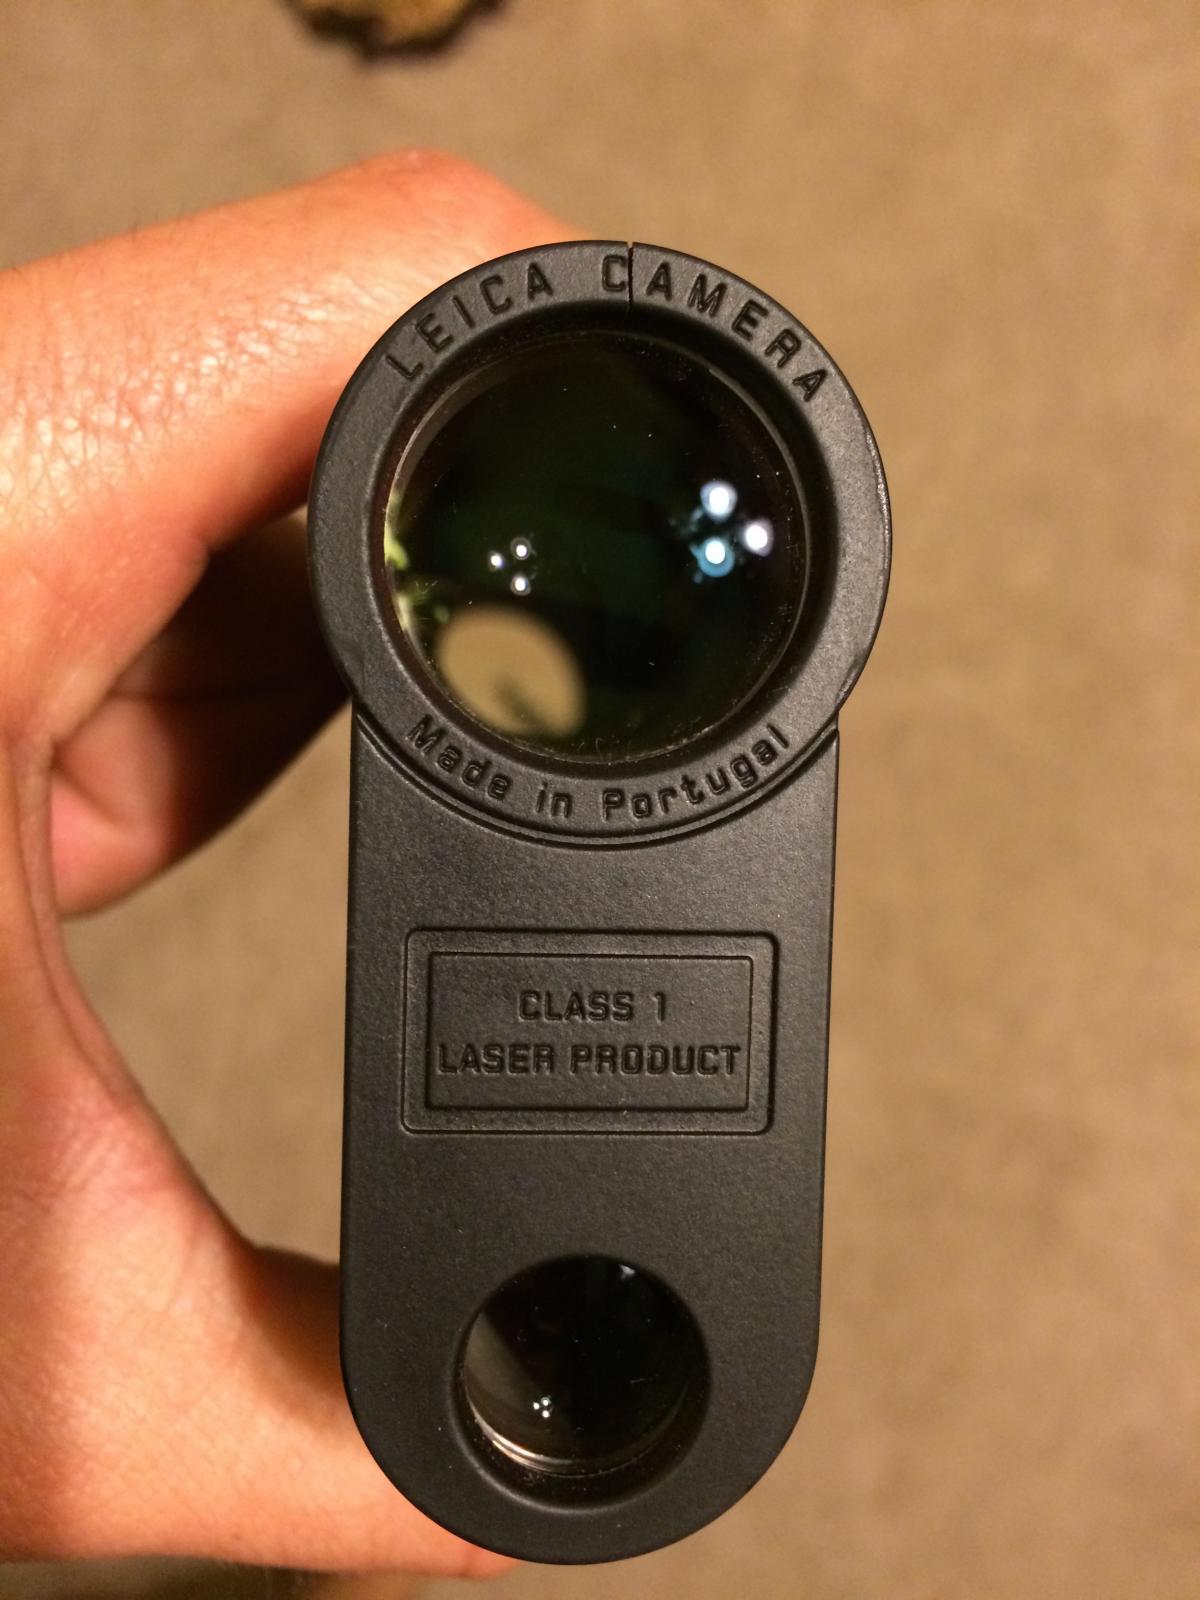 LEICA CAMERA
Made in Portugal
CLASS 1
LASER PRODUCT